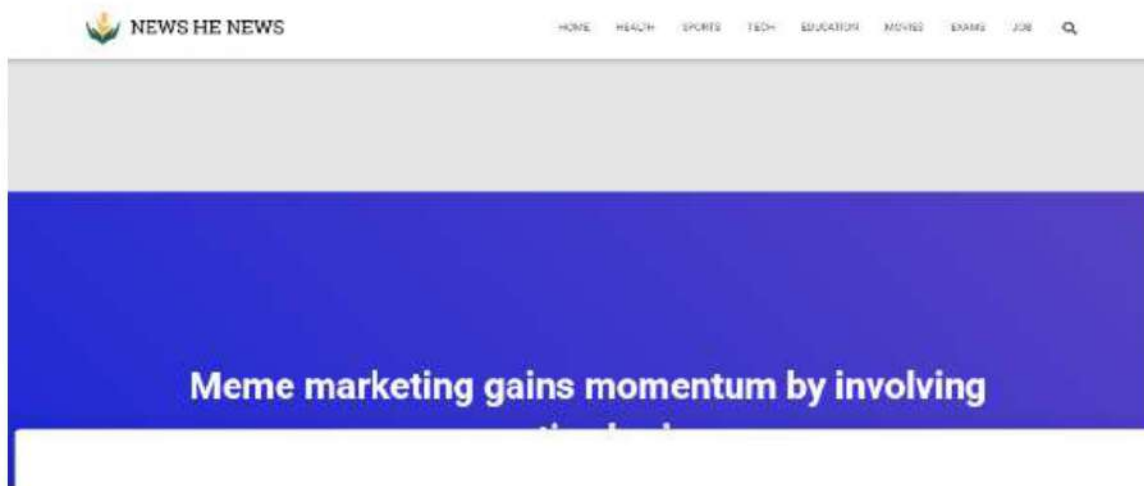 NEWS HE NEWS
HOME HEALTH SPORTS TECH EDUCATION MOVIES EXAMS JOB
Meme marketing gains momentum by involving